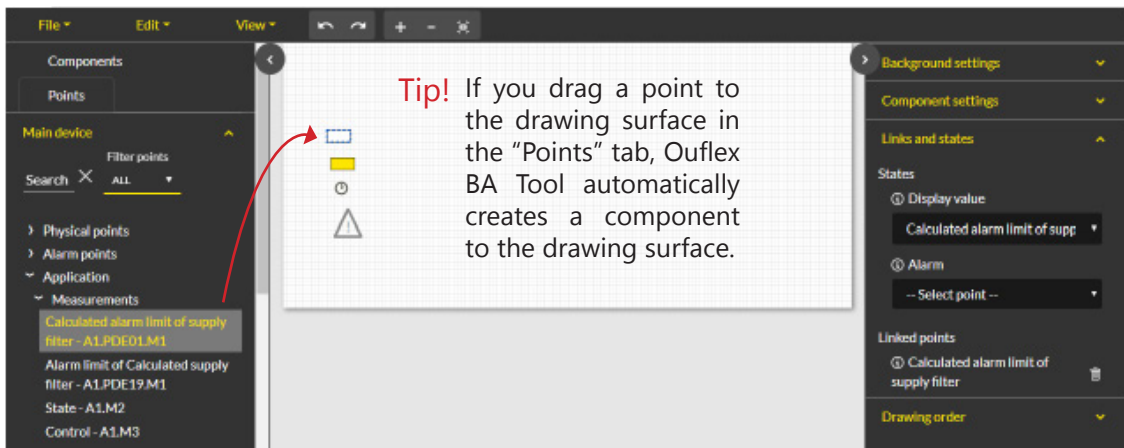 File Edit View
Components
Points
Main device
Filter points
Search ALL
Physical points
Alarm points
Application
Measurements
Calculated alarm limit of supply
filter - A1.PDE01.M1
Alarm limit of Calculated supply
filter - A1.PDE19.M1
State - A1.M2
Control - A1.M3
Tip! If you drag a point to
the drawing surface in
the “Points” tab, Ouflex
BA Tool automatically
creates a component
to the drawing surface.
Background settings
Component settings
Links and states
States
Display value
Calculated alarm limit of supp
Alarm
-- Select point --
Linked points
Calculated alarm limit of
supply filter
Drawing order